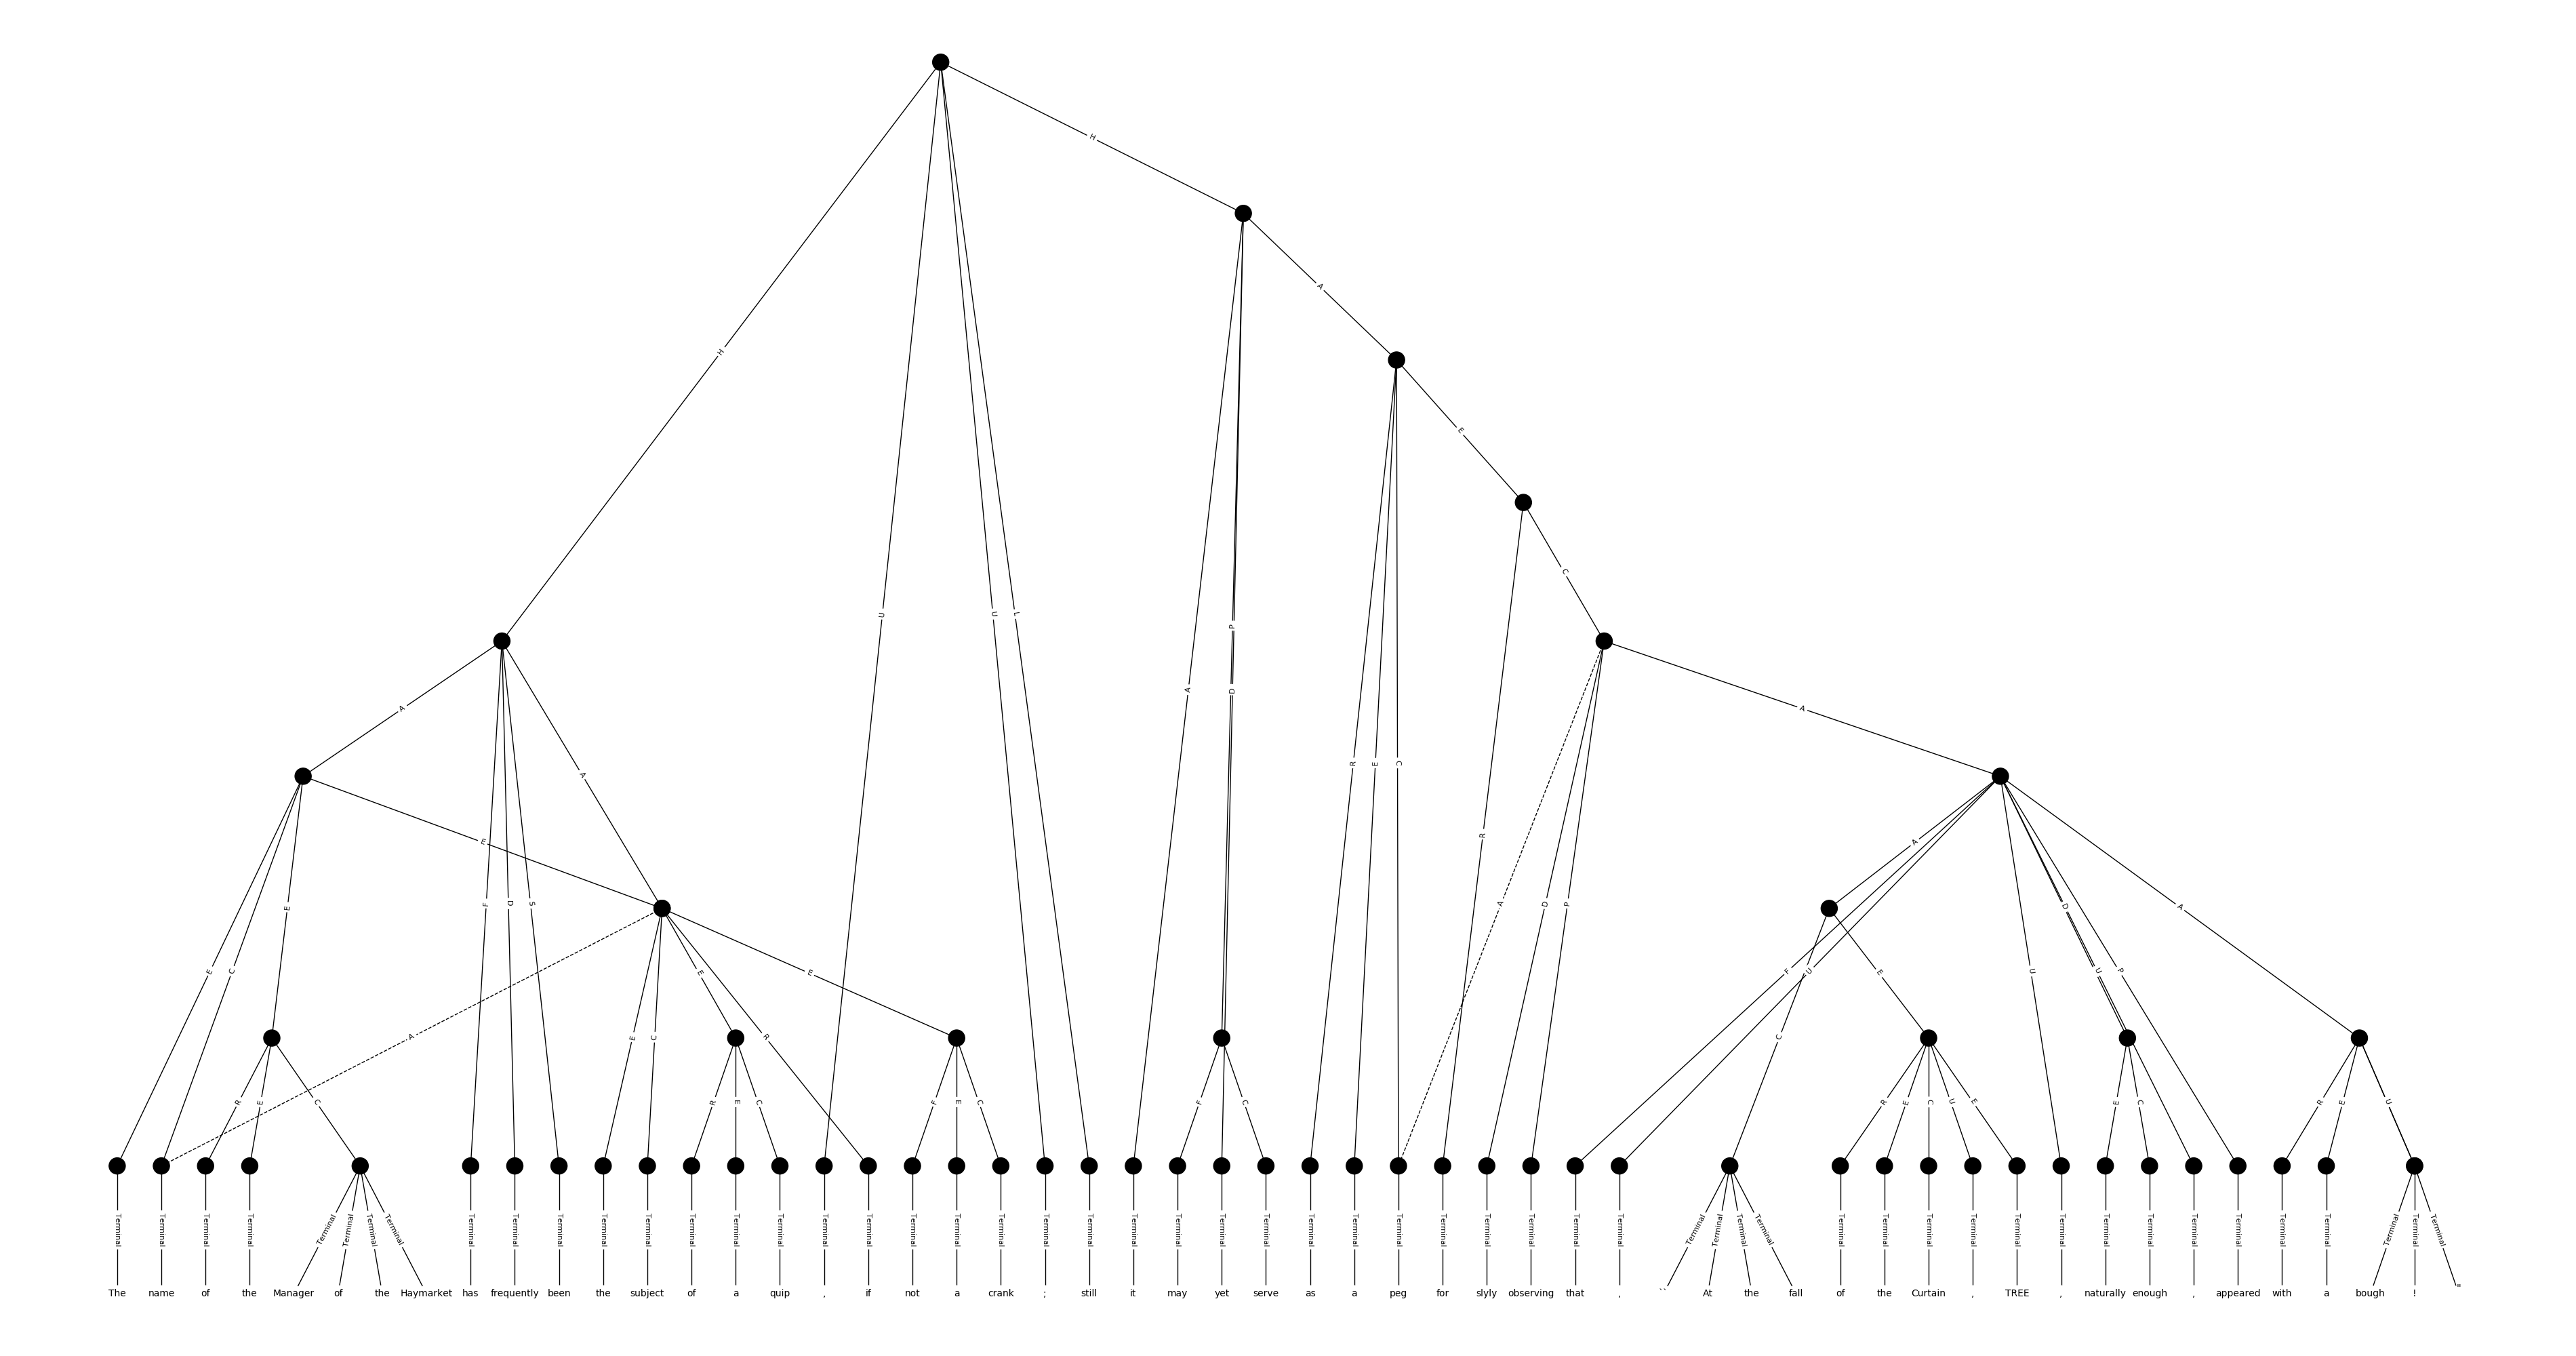 H
H
A
E
H
C
U
U
L
P
A
D
A
A
R
E
C
A
R
E
A
E
F
D
S
A
D
P
D
A
E
C
E
E
F
U
E
U
U
P
A
E
C
R
C
R
E
C
R
E
C
F
E
C
F
C
R
E
C
U
E
E
C
R
E
U
Terminal Terminal Terminal Terminal Terminal Terminal Terminal Terminal Terminal Terminal Terminal Terminal Terminal Terminal Terminal Terminal Terminal Terminal Terminal Terminal Terminal Terminal Terminal Terminal Terminal Terminal Terminal Terminal Terminal Terminal Terminal Terminal Terminal Terminal Terminal Terminal Terminal Terminal Terminal Terminal Terminal Terminal Terminal Terminal Terminal Terminal Terminal Terminal Terminal Terminal Terminal Terminal Terminal Terminal
The name of the Manager of the Haymarket has frequently been the subject of a quip , if not a crank ; still it may yet serve as a peg for slyly observing that , `` At the fall of the Curtain , TREE , naturally enough , appeared with a bough ! ''